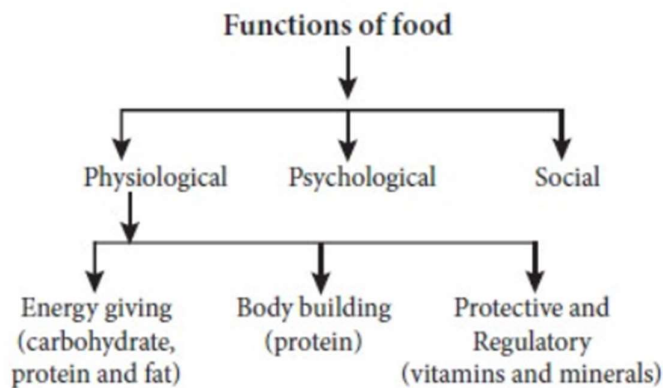 Functions of food
Physiological
Psychological
Social
Energy giving
(carbohydrate,
protein and fat)
Body building
(protein)
Protective and
Regulatory
(vitamins and minerals)